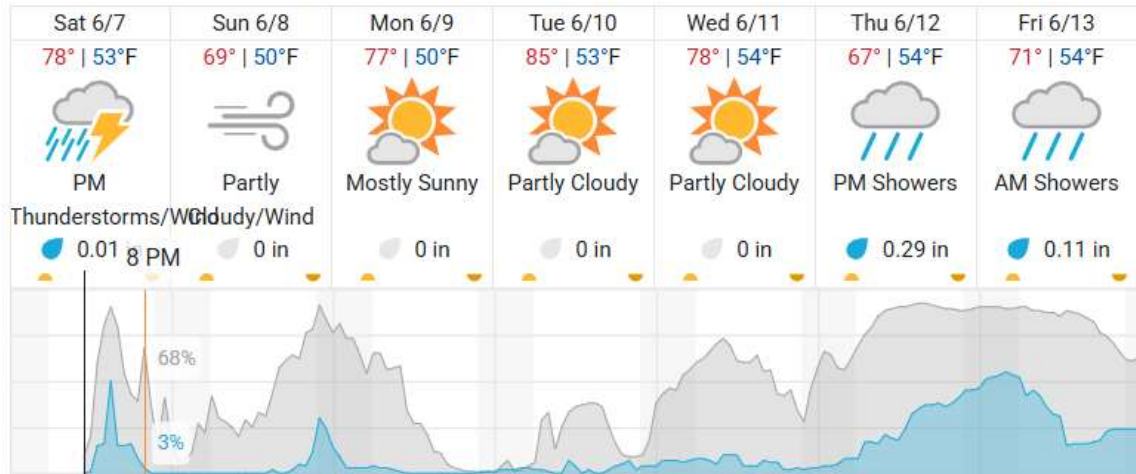 Sat 6/7 Sun 6/8 Mon 6/9 Tue 6/10 Wed 6/11 Thu 6/12 Fri 6/13
78° | 53°F 69° | 50°F 77° | 50°F 85° | 53°F 78° | 54°F 67° | 54°F 71° | 54°F
PM Partly Mostly Sunny Partly Cloudy Partly Cloudy PM Showers AM Showers
Thunderstorms/Wind Cloudy/Wind
0.01 in 0 in 0 in 0 in 0 in 0.29 in 0.11 in
8 PM
68%
3%